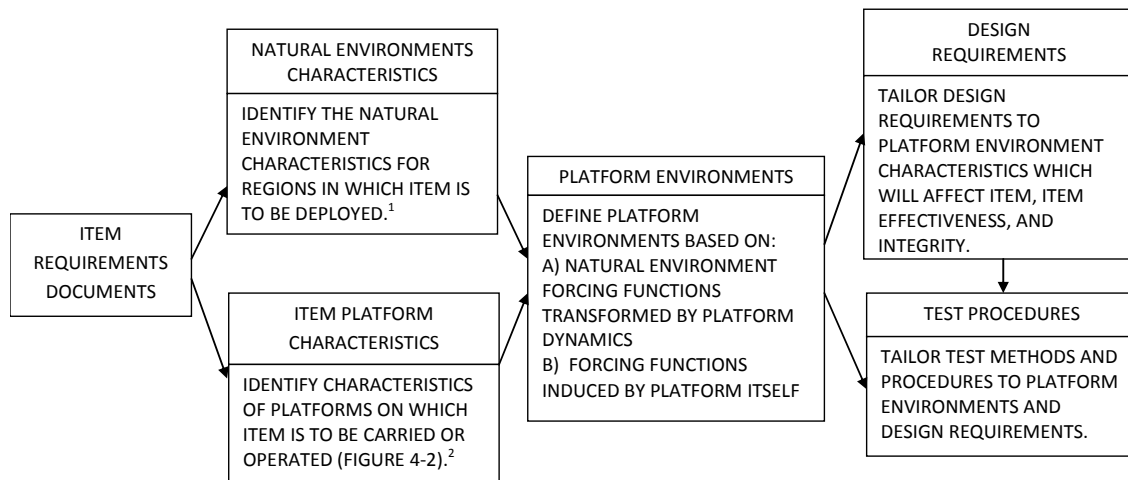 ITEM
REQUIREMENTS
DOCUMENTS
NATURAL ENVIRONMENTS
CHARACTERISTICS
IDENTIFY THE NATURAL
ENVIRONMENT
CHARACTERISTICS FOR
REGIONS IN WHICH ITEM IS
TO BE DEPLOYED.¹
ITEM PLATFORM
CHARACTERISTICS
IDENTIFY CHARACTERISTICS
OF PLATFORMS ON WHICH
ITEM IS TO BE CARRIED OR
OPERATED (FIGURE 4-2).²
PLATFORM ENVIRONMENTS
DEFINE PLATFORM
ENVIRONMENTS BASED ON:
A) NATURAL ENVIRONMENT
FORCING FUNCTIONS
TRANSFORMED BY PLATFORM
DYNAMICS
B) FORCING FUNCTIONS
INDUCED BY PLATFORM ITSELF
DESIGN
REQUIREMENTS
TAILOR DESIGN
REQUIREMENTS TO
PLATFORM ENVIRONMENT
CHARACTERISTICS WHICH
WILL AFFECT ITEM, ITEM
EFFECTIVENESS, AND
INTEGRITY.
TEST PROCEDURES
TAILOR TEST METHODS AND
PROCEDURES TO PLATFORM
ENVIRONMENTS AND
DESIGN REQUIREMENTS.